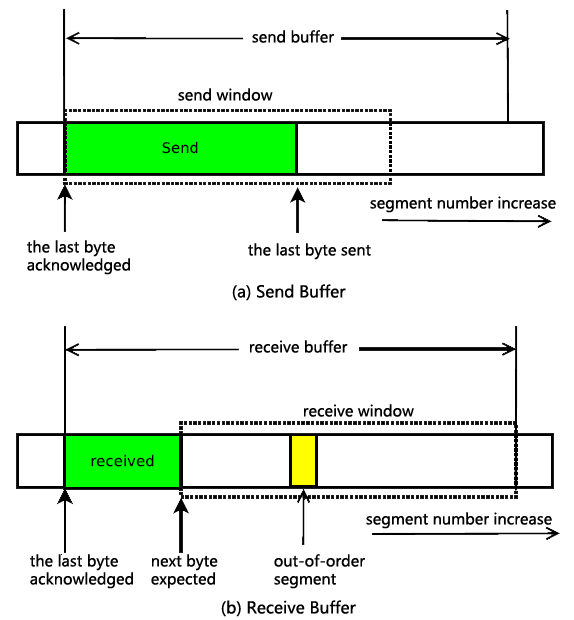 send buffer
send window
Send
segment number increase
the last byte
acknowledged
the last byte sent
(a) Send Buffer
receive buffer
receive window
received
segment number increase
the last byte
acknowledged
next byte
expected
out-of-order
segment
(b) Receive Buffer